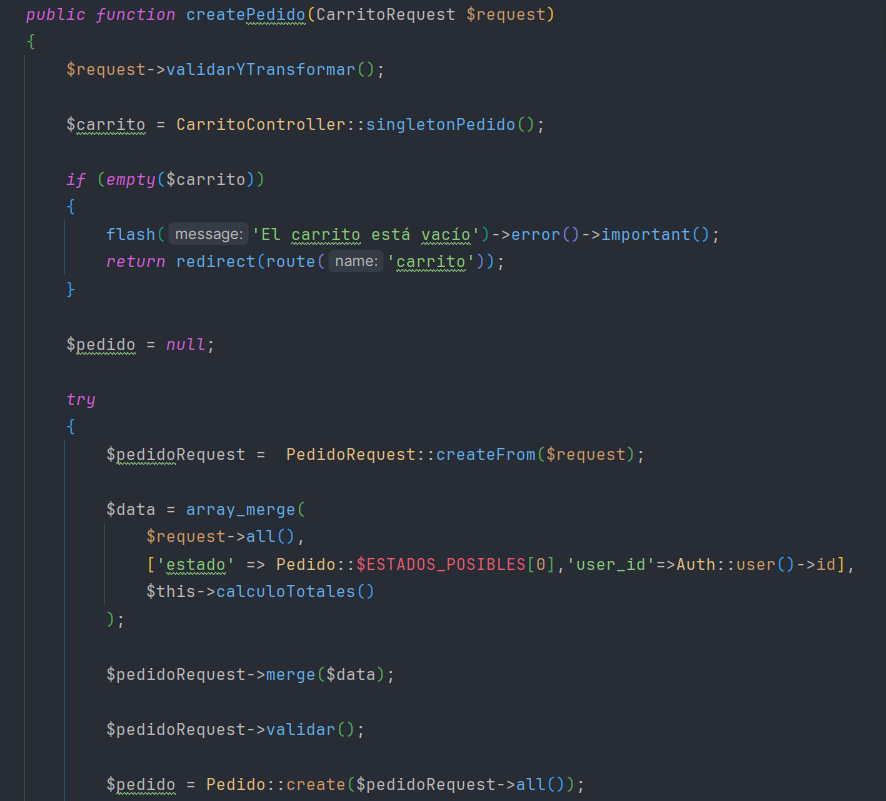 public function createPedido(CarritoRequest $request)
{
$request->validarYTransformar();
$carrito = CarritoController::singletonPedido();
if (empty($carrito))
{
flash( message: 'El carrito está vacío')->error()->important();
return redirect(route( name: 'carrito'));
}
$pedido = null;
try
{
$pedidoRequest =  PedidoRequest::createFrom($request);
$data = array_merge(
$request->all(),
['estado' => Pedido::$ESTADOS_POSIBLES[0],'user_id'=>Auth::user()->id],
$this->calculoTotales()
);
$pedidoRequest->merge($data);
$pedidoRequest->validar();
$pedido = Pedido::create($pedidoRequest->all());